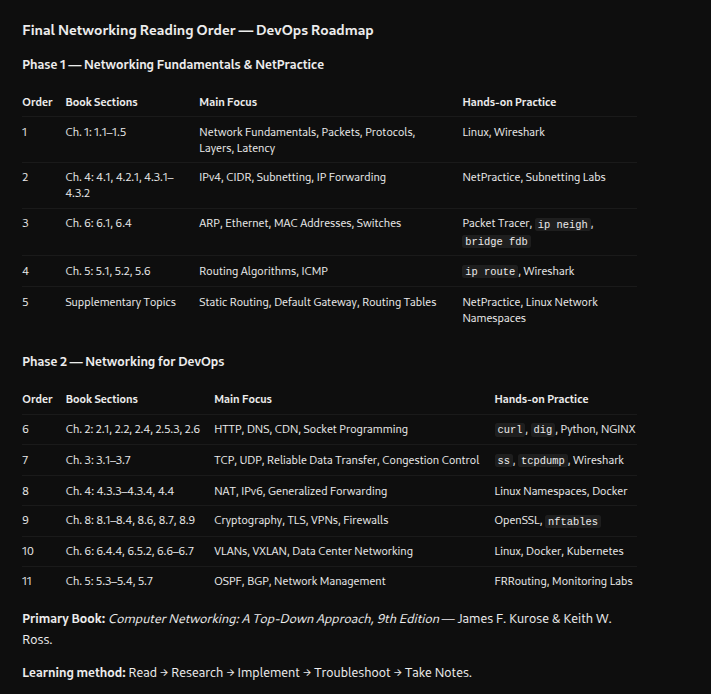 Final Networking Reading Order — DevOps Roadmap
Phase 1 — Networking Fundamentals & NetPractice
Order Book Sections Main Focus Hands-on Practice
1 Ch. 1: 1.1–1.5 Network Fundamentals, Packets, Protocols, Linux, Wireshark
Layers, Latency
2 Ch. 4: 4.1, 4.2.1, 4.3.1– IPv4, CIDR, Subnetting, IP Forwarding NetPractice, Subnetting Labs
4.3.2
3 Ch. 6: 6.1, 6.4 ARP, Ethernet, MAC Addresses, Switches Packet Tracer, ip neigh,
bridge fdb
4 Ch. 5: 5.1, 5.2, 5.6 Routing Algorithms, ICMP ip route, Wireshark
5 Supplementary Topics Static Routing, Default Gateway, Routing Tables NetPractice, Linux Network
Namespaces
Phase 2 — Networking for DevOps
Order Book Sections Main Focus Hands-on Practice
6 Ch. 2: 2.1, 2.2, 2.4, 2.5.3, 2.6 HTTP, DNS, CDN, Socket Programming curl, dig, Python, NGINX
7 Ch. 3: 3.1–3.7 TCP, UDP, Reliable Data Transfer, Congestion Control ss, tcpdump, Wireshark
8 Ch. 4: 4.3.3–4.3.4, 4.4 NAT, IPv6, Generalized Forwarding Linux Namespaces, Docker
9 Ch. 8: 8.1–8.4, 8.6, 8.7, 8.9 Cryptography, TLS, VPNs, Firewalls OpenSSL, nftables
10 Ch. 6: 6.4.4, 6.5.2, 6.6–6.7 VLANs, VXLAN, Data Center Networking Linux, Docker, Kubernetes
11 Ch. 5: 5.3–5.4, 5.7 OSPF, BGP, Network Management FRRouting, Monitoring Labs
Primary Book: Computer Networking: A Top-Down Approach, 9th Edition — James F. Kurose & Keith W.
Ross.
Learning method: Read → Research → Implement → Troubleshoot → Take Notes.